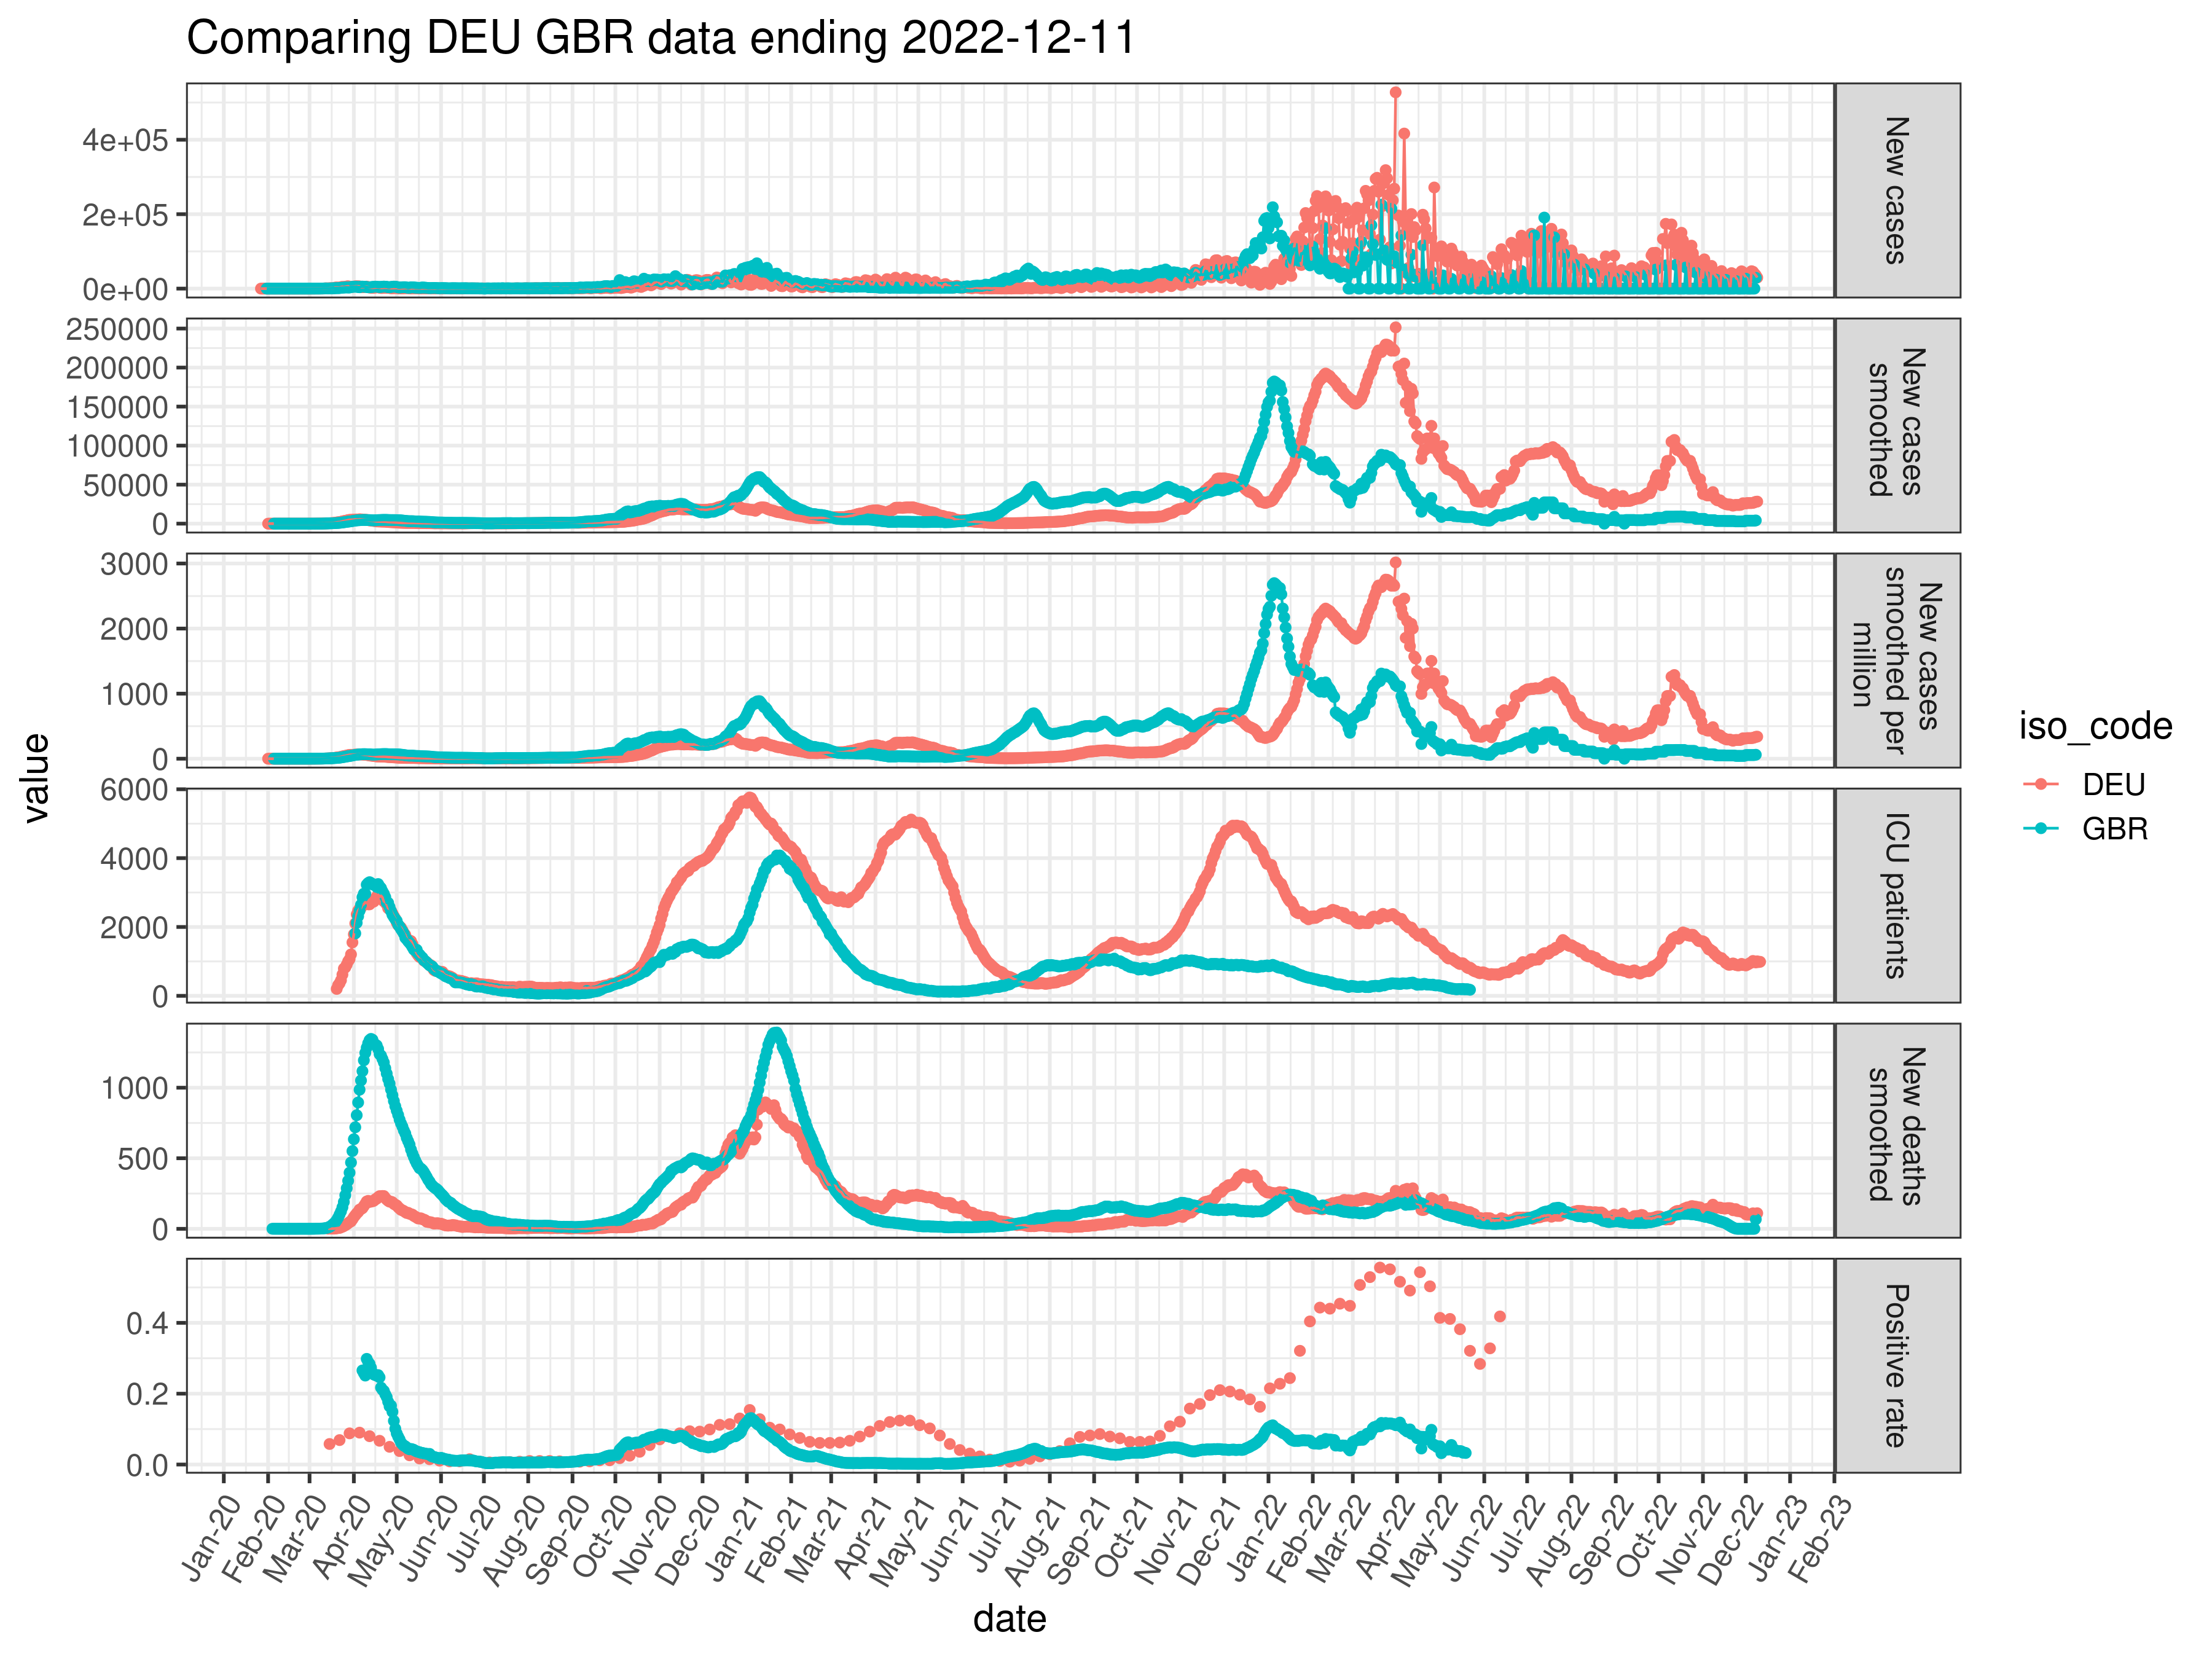 Comparing DEU GBR data ending 2022-12-11
value
4e+05
2e+05
0e+00
New cases
250000
200000
150000
100000
50000
0
New cases
smoothed
3000
2000
1000
0
New cases
smoothed per
million
6000
4000
2000
0
ICU patients
1000
500
0
New deaths
smoothed
0.4
0.2
0.0
Positive rate
Jan-20
Feb-20
Mar-20
Apr-20
May-20
Jun-20
Jul-20
Aug-20
Sep-20
Oct-20
Nov-20
Dec-20
Jan-21
Feb-21
Mar-21
Apr-21
May-21
Jun-21
Jul-21
Aug-21
Sep-21
Oct-21
Nov-21
Dec-21
Jan-22
Feb-22
Mar-22
Apr-22
May-22
Jun-22
Jul-22
Aug-22
Sep-22
Oct-22
Nov-22
Dec-22
Jan-23
Feb-23
date
iso_code
DEU
GBR